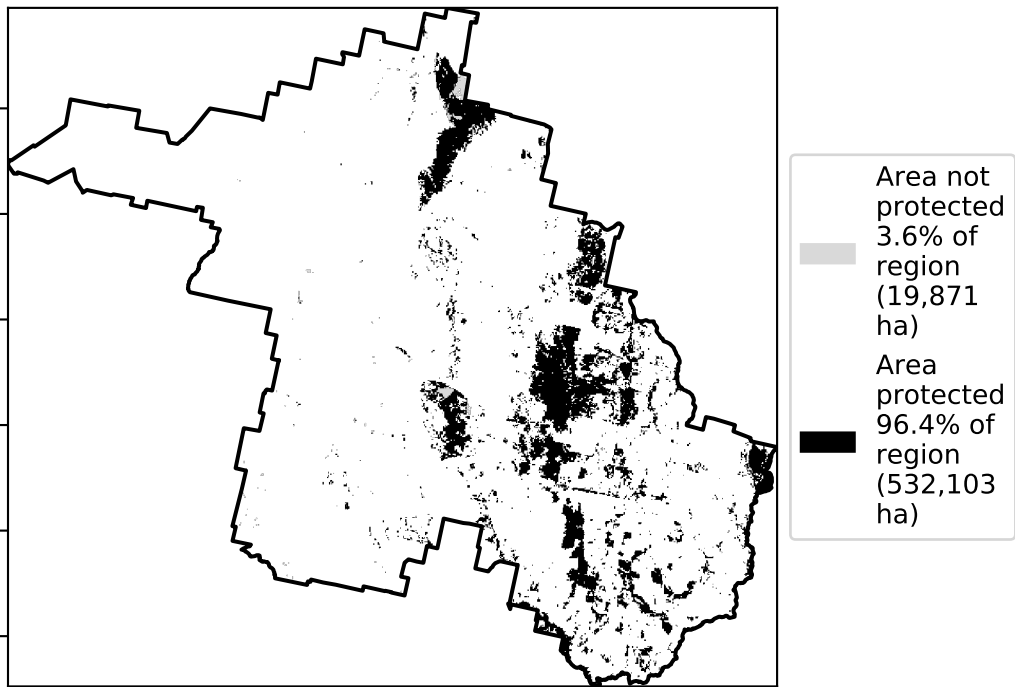 Area not
protected
3.6% of
region
(19,871
ha)
Area
protected
96.4% of
region
(532,103
ha)